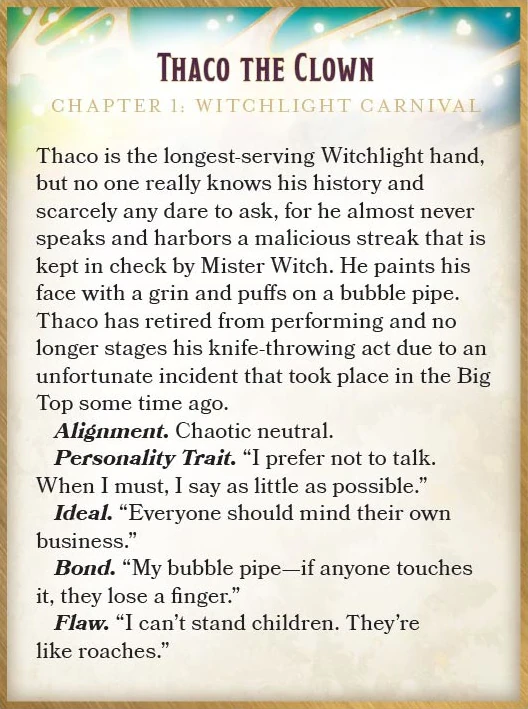 THACO THE CLOWN
CHAPTER 1: WITCHLIGHT CARNIVAL
Thaco is the longest-serving Witchlight hand,
but no one really knows his history and
scarcely any dare to ask, for he almost never
speaks and harbors a malicious streak that is
kept in check by Mister Witch. He paints his
face with a grin and puffs on a bubble pipe.
Thaco has retired from performing and no
longer stages his knife-throwing act due to an
unfortunate incident that took place in the Big
Top some time ago.
Alignment. Chaotic neutral.
Personality Trait. “I prefer not to talk.
When I must, I say as little as possible.”
Ideal. “Everyone should mind their own
business.”
Bond. “My bubble pipe—if anyone touches
it, they lose a finger.”
Flaw. “I can’t stand children. They’re
like roaches.”